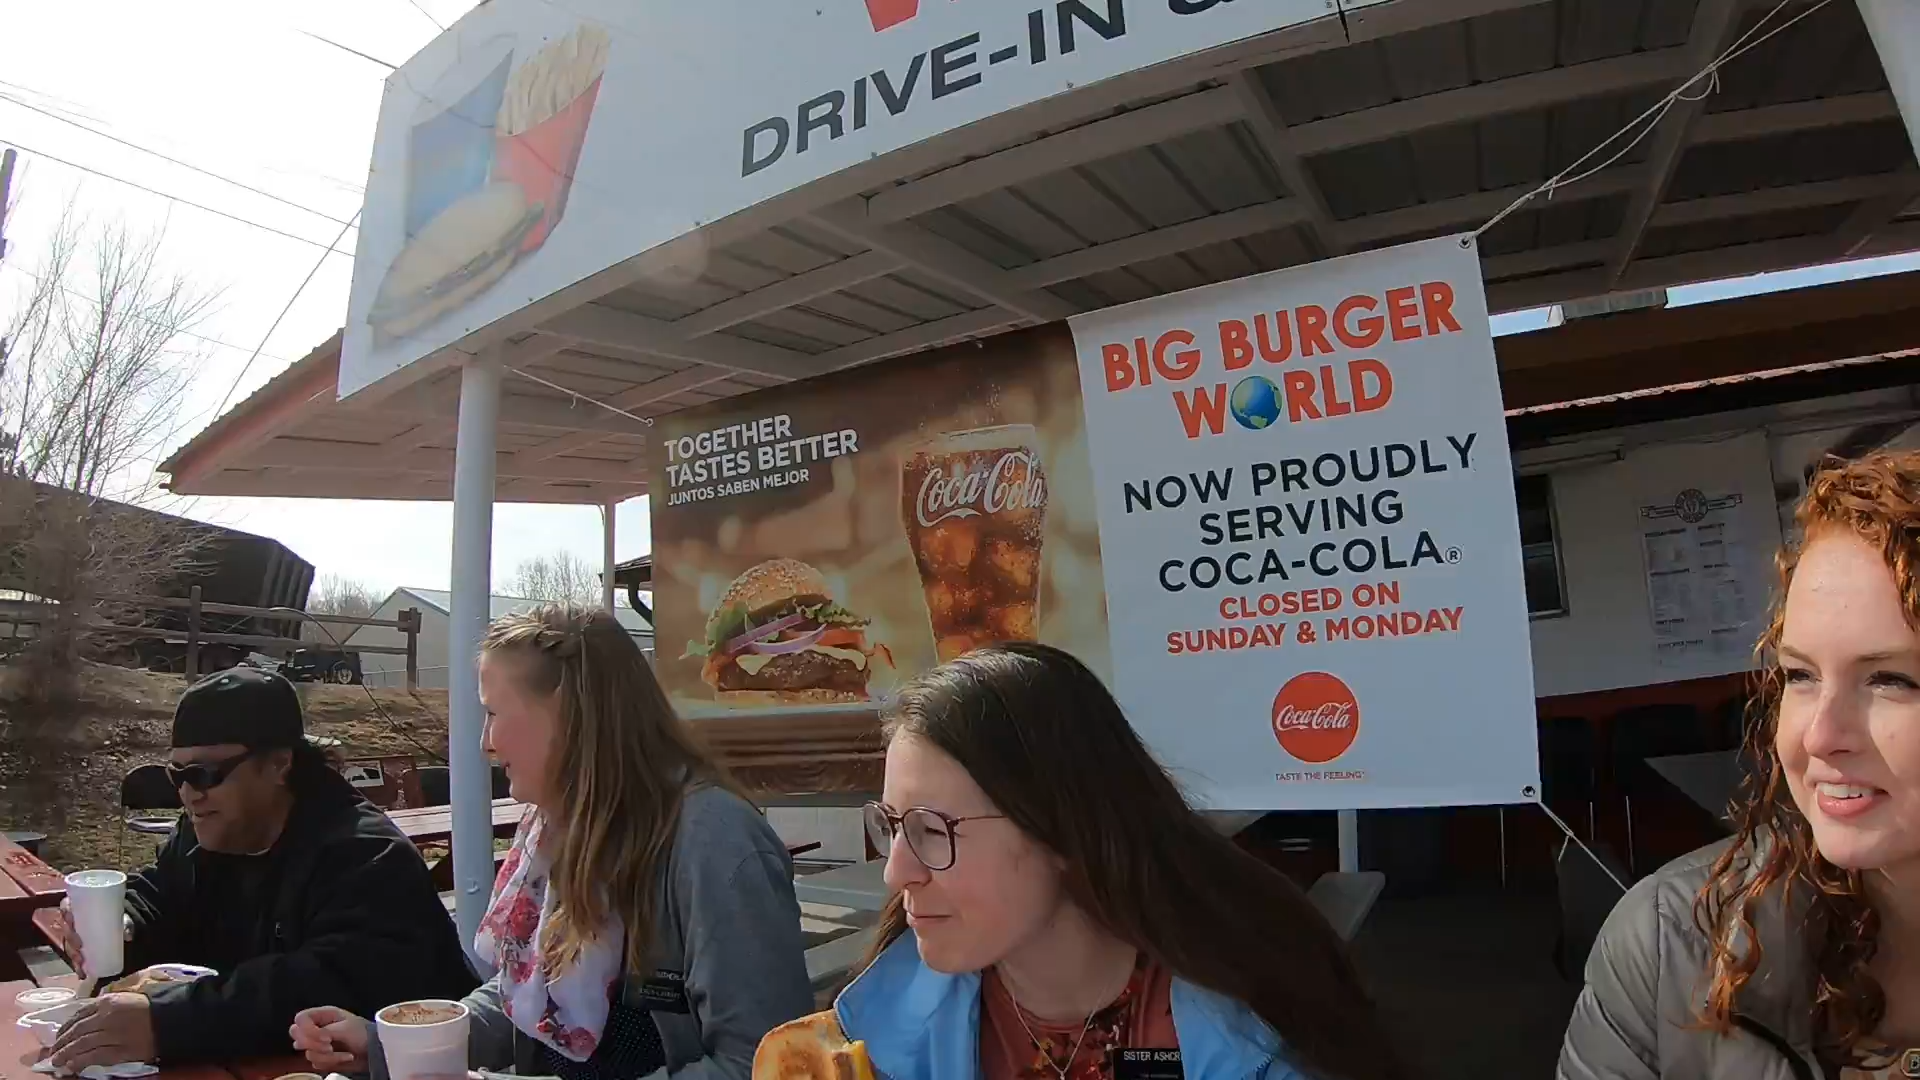 DRIVE-IN &
TOGETHER
TASTES BETTER
JUNTOS SABEN MEJOR
Coca-Cola
BIG BURGER
WORLD
NOW PROUDLY
SERVING
COCA-COLA®
CLOSED ON
SUNDAY & MONDAY
Coca-Cola
TASTE THE FEELING
SISTER